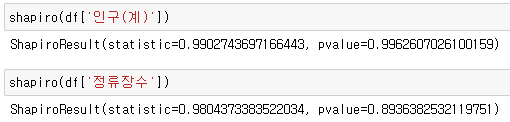 shapiro(df['인구(계)'])
ShapiroResult(statistic=0.9902743697166443, pvalue=0.9962607026100159)
shapiro(df['정류장수'])
ShapiroResult(statistic=0.9804373383522034, pvalue=0.8936382532119751)